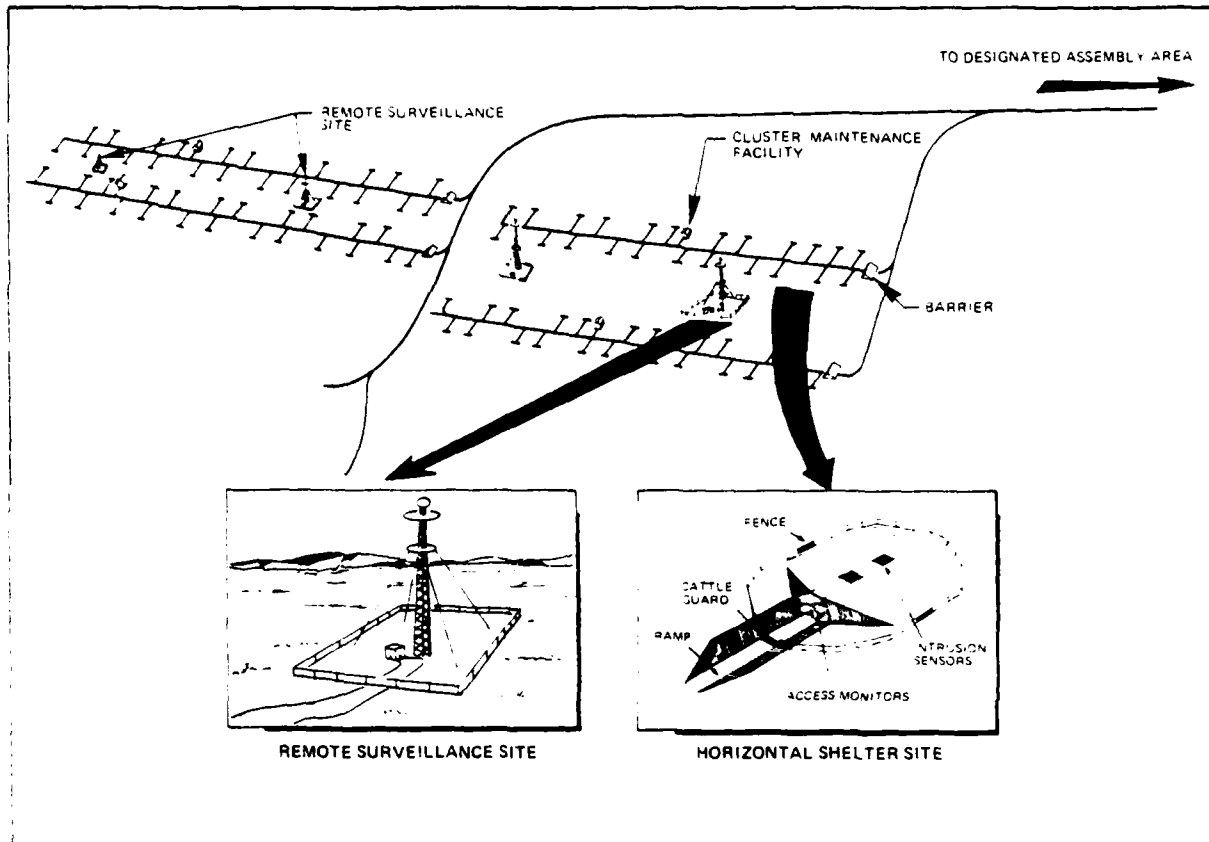 TO DESIGNATED ASSEMBLY AREA
REMOTE SURVEILLANCE
SITE
CLUSTER MAINTENANCE
FACILITY
BARRIER
FENCE
CATTLE
GUARD
RAMP
INTRUSION
SENSORS
ACCESS MONITORS
REMOTE SURVEILLANCE SITE
HORIZONTAL SHELTER SITE